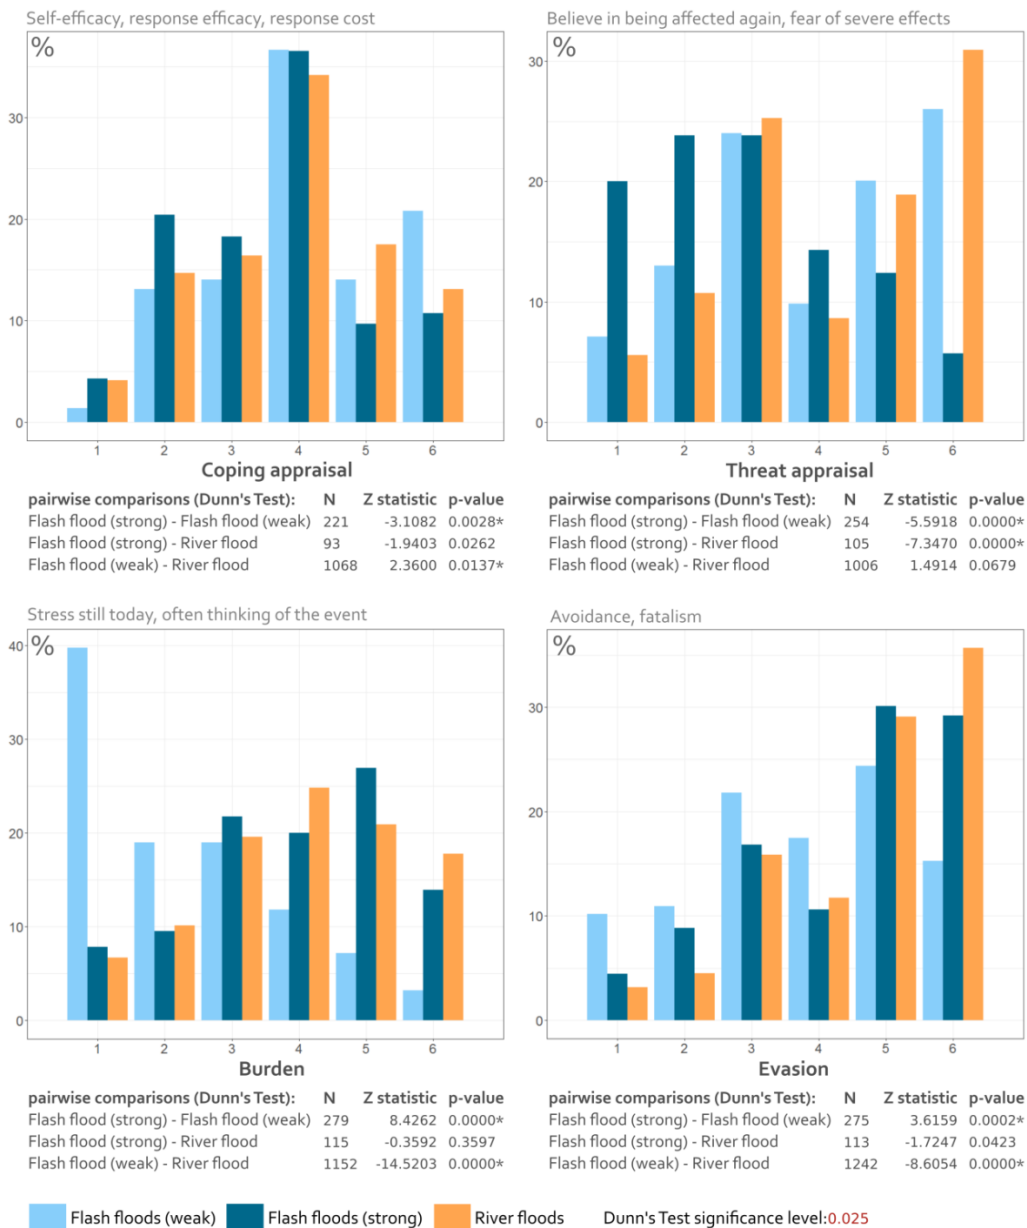 Self-efficacy, response efficacy, response cost
%
30
20
10
0
1 2 3 4 5 6
Coping appraisal
pairwise comparisons (Dunn's Test): N Z statistic p-value
Flash flood (strong) - Flash flood (weak) 221 -3.1082 0.0028*
Flash flood (strong) - River flood 93 -1.9403 0.0262
Flash flood (weak) - River flood 1068 2.3600 0.0137*
Believe in being affected again, fear of severe effects
%
30
20
10
0
1 2 3 4 5 6
Threat appraisal
pairwise comparisons (Dunn's Test): N Z statistic p-value
Flash flood (strong) - Flash flood (weak) 254 -5.5918 0.0000*
Flash flood (strong) - River flood 105 -7.3470 0.0000*
Flash flood (weak) - River flood 1006 1.4914 0.0679
Stress still today, often thinking of the event
%
40
30
20
10
0
1 2 3 4 5 6
Burden
pairwise comparisons (Dunn's Test): N Z statistic p-value
Flash flood (strong) - Flash flood (weak) 279 8.4262 0.0000*
Flash flood (strong) - River flood 115 -0.3592 0.3597
Flash flood (weak) - River flood 1152 -14.5203 0.0000*
Avoidance, fatalism
%
30
20
10
0
1 2 3 4 5 6
Evasion
pairwise comparisons (Dunn's Test): N Z statistic p-value
Flash flood (strong) - Flash flood (weak) 275 3.6159 0.0002*
Flash flood (strong) - River flood 113 -1.7247 0.0423
Flash flood (weak) - River flood 1242 -8.6054 0.0000*
Flash floods (weak) Flash floods (strong) River floods Dunn's Test significance level:0.025